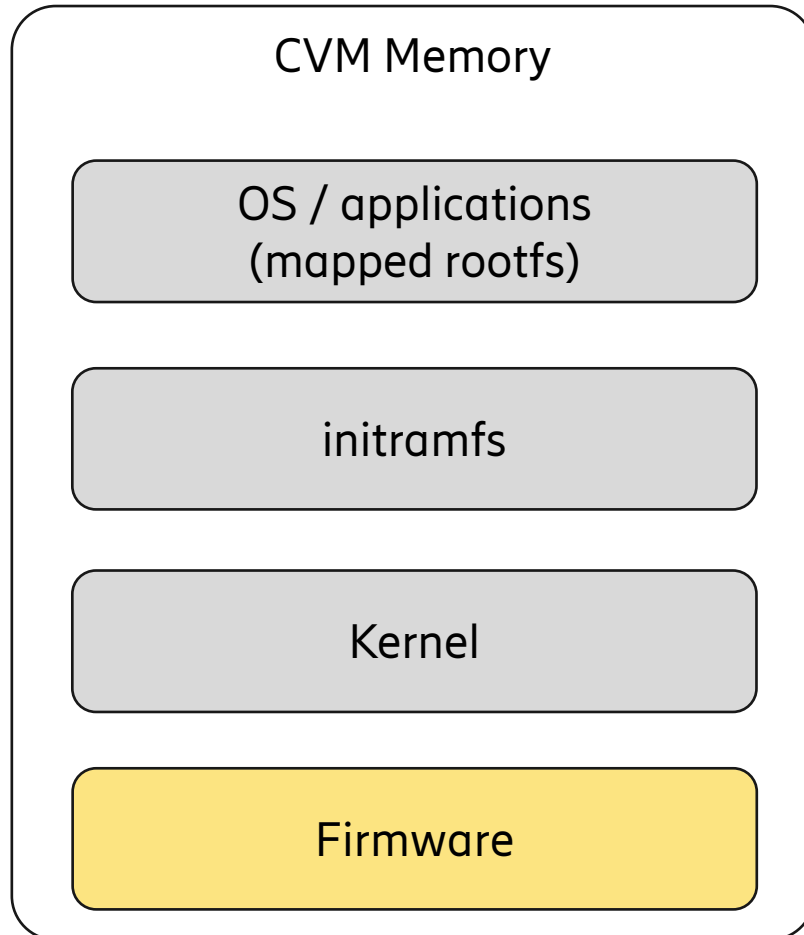 CVM Memory
OS / applications
(mapped rootfs)
initramfs
Kernel
Firmware